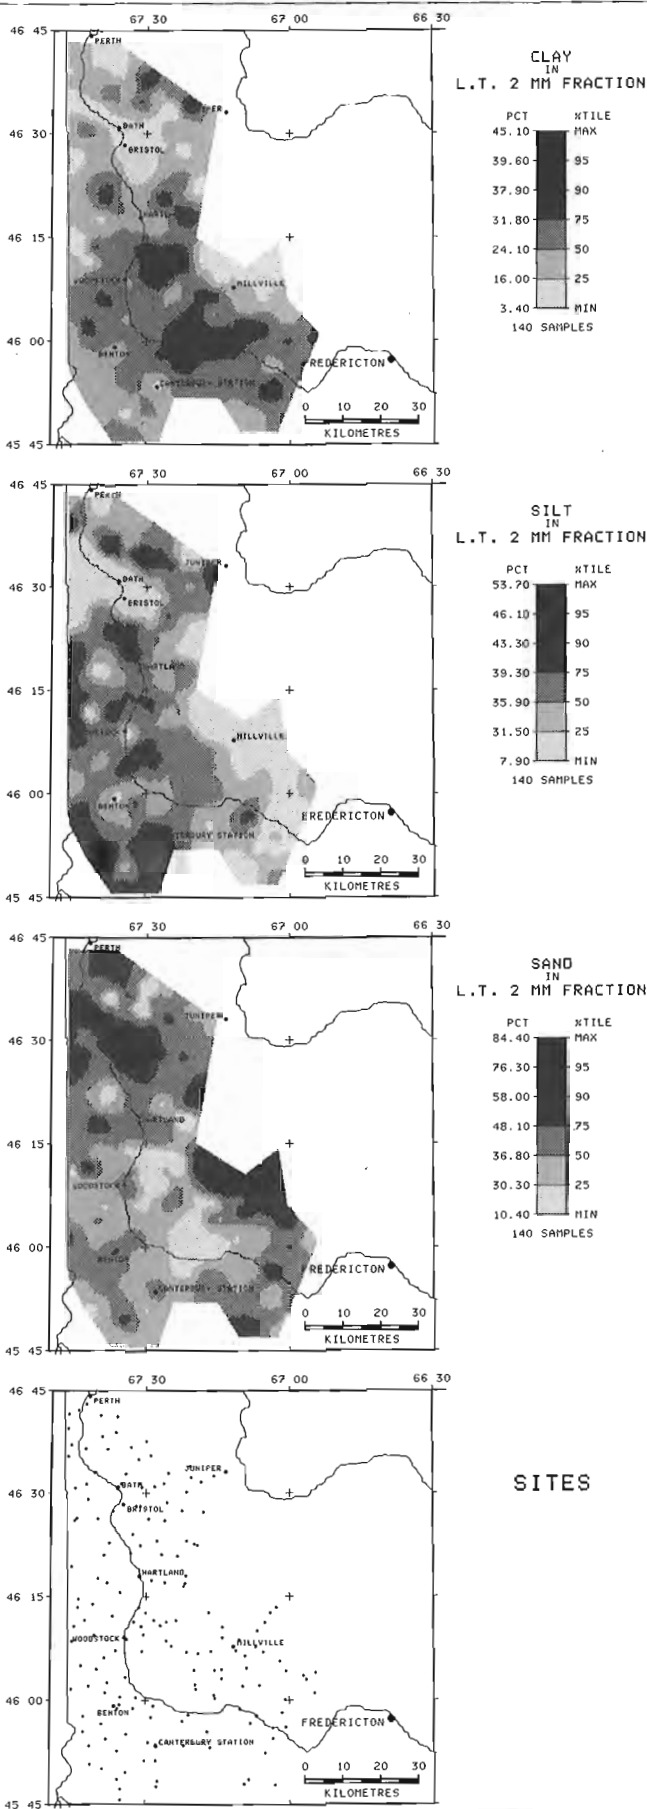 67 30 67 00 66 30
46 45
PERTH
CLAY
IN
L.T. 2 MM FRACTION
PCT %TILE
45.10 MAX
39.60 95
37.90 90
31.80 75
24.10 50
16.00 25
3.40 MIN
140 SAMPLES
BATH
46 30
BRISTOL
46 15
MILLVILLE
46 00
BENTON
FREDERICTON
CANTERBURY STATION
0 10 20 30
KILOMETRES
45 45
67 30 67 00 66 30
46 45
PERTH
SILT
IN
L.T. 2 MM FRACTION
PCT %TILE
53.70 MAX
46.10 95
43.30 90
39.30 75
35.90 50
31.50 25
7.90 MIN
140 SAMPLES
JUNIPER
BATH
46 30
BRISTOL
HARTLAND
46 15
MILLVILLE
46 00
BENTON
FREDERICTON
STATION
0 10 20 30
KILOMETRES
45 45
67 30 67 00 66 30
46 45
PERTH
SAND
IN
L.T. 2 MM FRACTION
PCT %TILE
84.40 MAX
76.30 95
58.00 90
48.10 75
36.80 50
30.30 25
10.40 MIN
140 SAMPLES
JUNIPER
46 30
HARTLAND
46 15
WOODSTOCK
46 00
BENTON
FREDERICTON
CANTERBURY STATION
0 10 20 30
KILOMETRES
45 45
67 30 67 00 66 30
46 45
PERTH
SITES
JUNIPER
BATH
46 30
BRISTOL
HARTLAND
46 15
WOODSTOCK
MILLVILLE
46 00
BENTON
FREDERICTON
CANTERBURY STATION
0 10 20 30
KILOMETRES
45 45